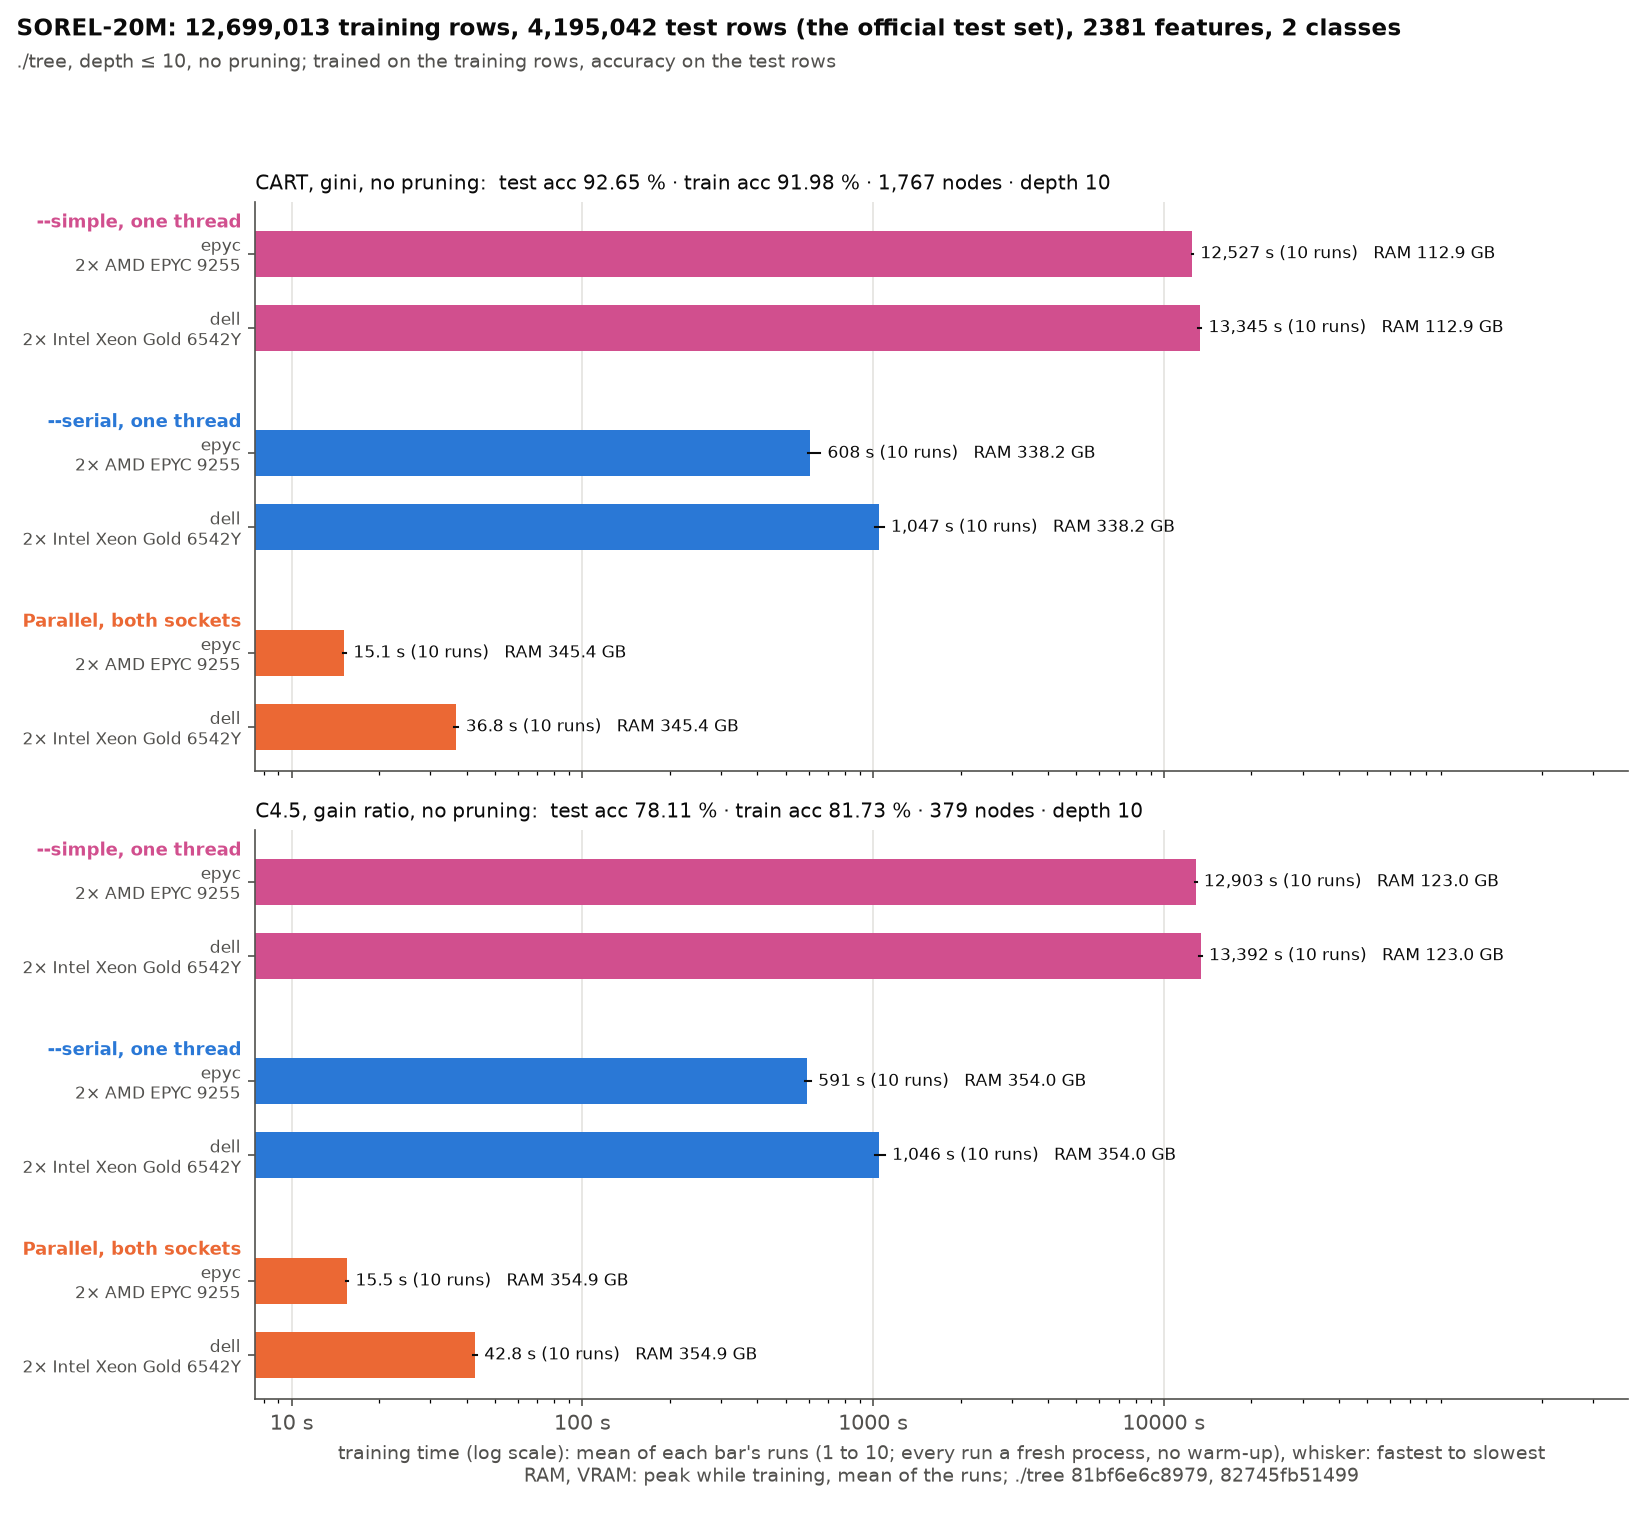 SOREL-20M: 12,699,013 training rows, 4,195,042 test rows (the official test set), 2381 features, 2 classes
./tree, depth ≤ 10, no pruning; trained on the training rows, accuracy on the test rows
CART, gini, no pruning:  test acc 92.65 % · train acc 91.98 % · 1,767 nodes · depth 10
--simple, one thread
epyc
2× AMD EPYC 9255
12,527 s (10 runs)   RAM 112.9 GB
dell
2× Intel Xeon Gold 6542Y
13,345 s (10 runs)   RAM 112.9 GB
--serial, one thread
epyc
2× AMD EPYC 9255
608 s (10 runs)   RAM 338.2 GB
dell
2× Intel Xeon Gold 6542Y
1,047 s (10 runs)   RAM 338.2 GB
Parallel, both sockets
epyc
2× AMD EPYC 9255
15.1 s (10 runs)   RAM 345.4 GB
dell
2× Intel Xeon Gold 6542Y
36.8 s (10 runs)   RAM 345.4 GB
C4.5, gain ratio, no pruning:  test acc 78.11 % · train acc 81.73 % · 379 nodes · depth 10
--simple, one thread
epyc
2× AMD EPYC 9255
12,903 s (10 runs)   RAM 123.0 GB
dell
2× Intel Xeon Gold 6542Y
13,392 s (10 runs)   RAM 123.0 GB
--serial, one thread
epyc
2× AMD EPYC 9255
591 s (10 runs)   RAM 354.0 GB
dell
2× Intel Xeon Gold 6542Y
1,046 s (10 runs)   RAM 354.0 GB
Parallel, both sockets
epyc
2× AMD EPYC 9255
15.5 s (10 runs)   RAM 354.9 GB
dell
2× Intel Xeon Gold 6542Y
42.8 s (10 runs)   RAM 354.9 GB
10 s 100 s 1000 s 10000 s
training time (log scale): mean of each bar's runs (1 to 10; every run a fresh process, no warm-up), whisker: fastest to slowest
RAM, VRAM: peak while training, mean of the runs; ./tree 81bf6e6c8979, 82745fb51499